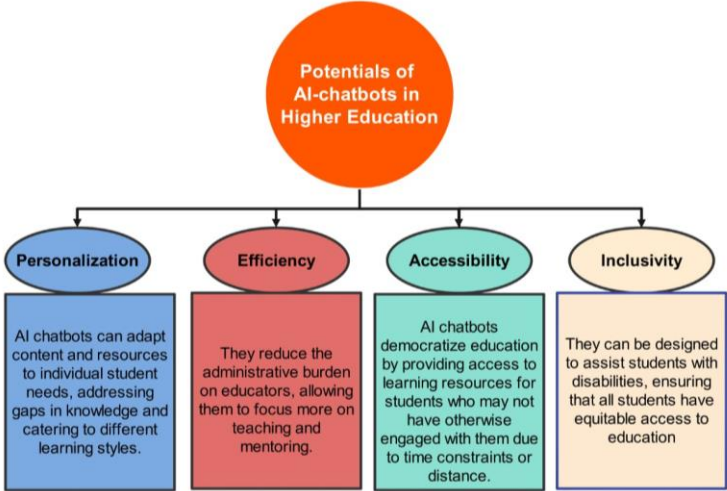 Potentials of
AI-chatbots in
Higher Education
Personalization
Efficiency
Accessibility
Inclusivity
AI chatbots can adapt
content and resources
to individual student
needs, addressing
gaps in knowledge and
catering to different
learning styles.
They reduce the
administrative burden
on educators, allowing
them to focus more on
teaching and
mentoring.
AI chatbots
democratize education
by providing access to
learning resources for
students who may not
have otherwise
engaged with them due
to time constraints or
distance.
They can be designed
to assist students with
disabilities, ensuring
that all students have
equitable access to
education